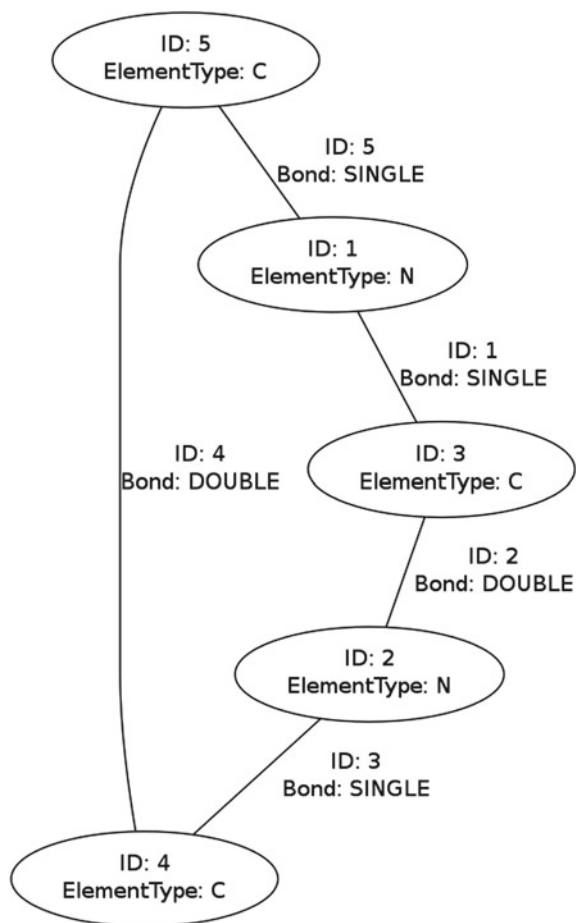 ID: 5
ElementType: C
ID: 5
Bond: SINGLE
ID: 1
ElementType: N
ID: 1
Bond: SINGLE
ID: 4
Bond: DOUBLE
ID: 3
ElementType: C
ID: 2
Bond: DOUBLE
ID: 2
ElementType: N
ID: 3
Bond: SINGLE
ID: 4
ElementType: C